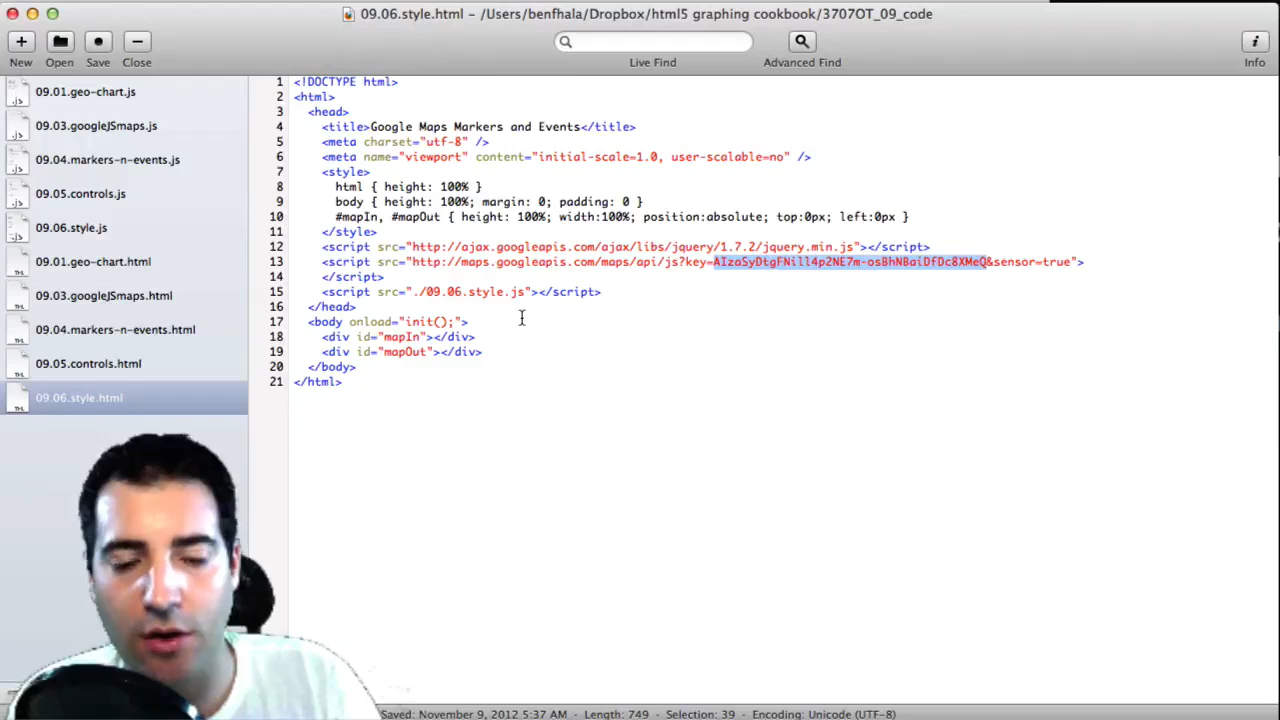 09.06.style.html - /Users/benfhala/Dropbox/html5 graphing cookbook/3707OT_09_code
New Open Save Close Live Find Advanced Find Info
09.01.geo-chart.js
09.03.googleJSmaps.js
09.04.markers-n-events.js
09.05.controls.js
09.06.style.js
09.01.geo-chart.html
09.03.googleJSmaps.html
09.04.markers-n-events.html
09.05.controls.html
09.06.style.html
1 <!DOCTYPE html>
2 <html>
3 <head>
4 <title>Google Maps Markers and Events</title>
5 <meta charset="utf-8" />
6 <meta name="viewport" content="initial-scale=1.0, user-scalable=no" />
7 <style>
8 html { height: 100% }
9 body { height: 100%; margin: 0; padding: 0 }
10 #mapIn, #mapOut { height: 100%; width:100%; position:absolute; top:0px; left:0px }
11 </style>
12 <script src="http://ajax.googleapis.com/ajax/libs/jquery/1.7.2/jquery.min.js"></script>
13 <script src="http://maps.googleapis.com/maps/api/js?key=AIzaSyDtgFNill4p2NE7m-osBhNBaiDfDc8XMeQ&sensor=true">
14 </script>
15 <script src="./09.06.style.js"></script>
16 </head>
17 <body onload="init();">
18 <div id="mapIn"></div>
19 <div id="mapOut"></div>
20 </body>
21 </html>
Saved: November 9, 2012 5:37 AM - Length: 749 - Selection: 39 - Encoding: Unicode (UTF-8)